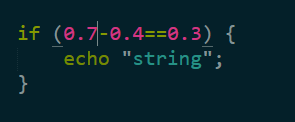 if (0.7-0.4==0.3) {
    echo "string";
}